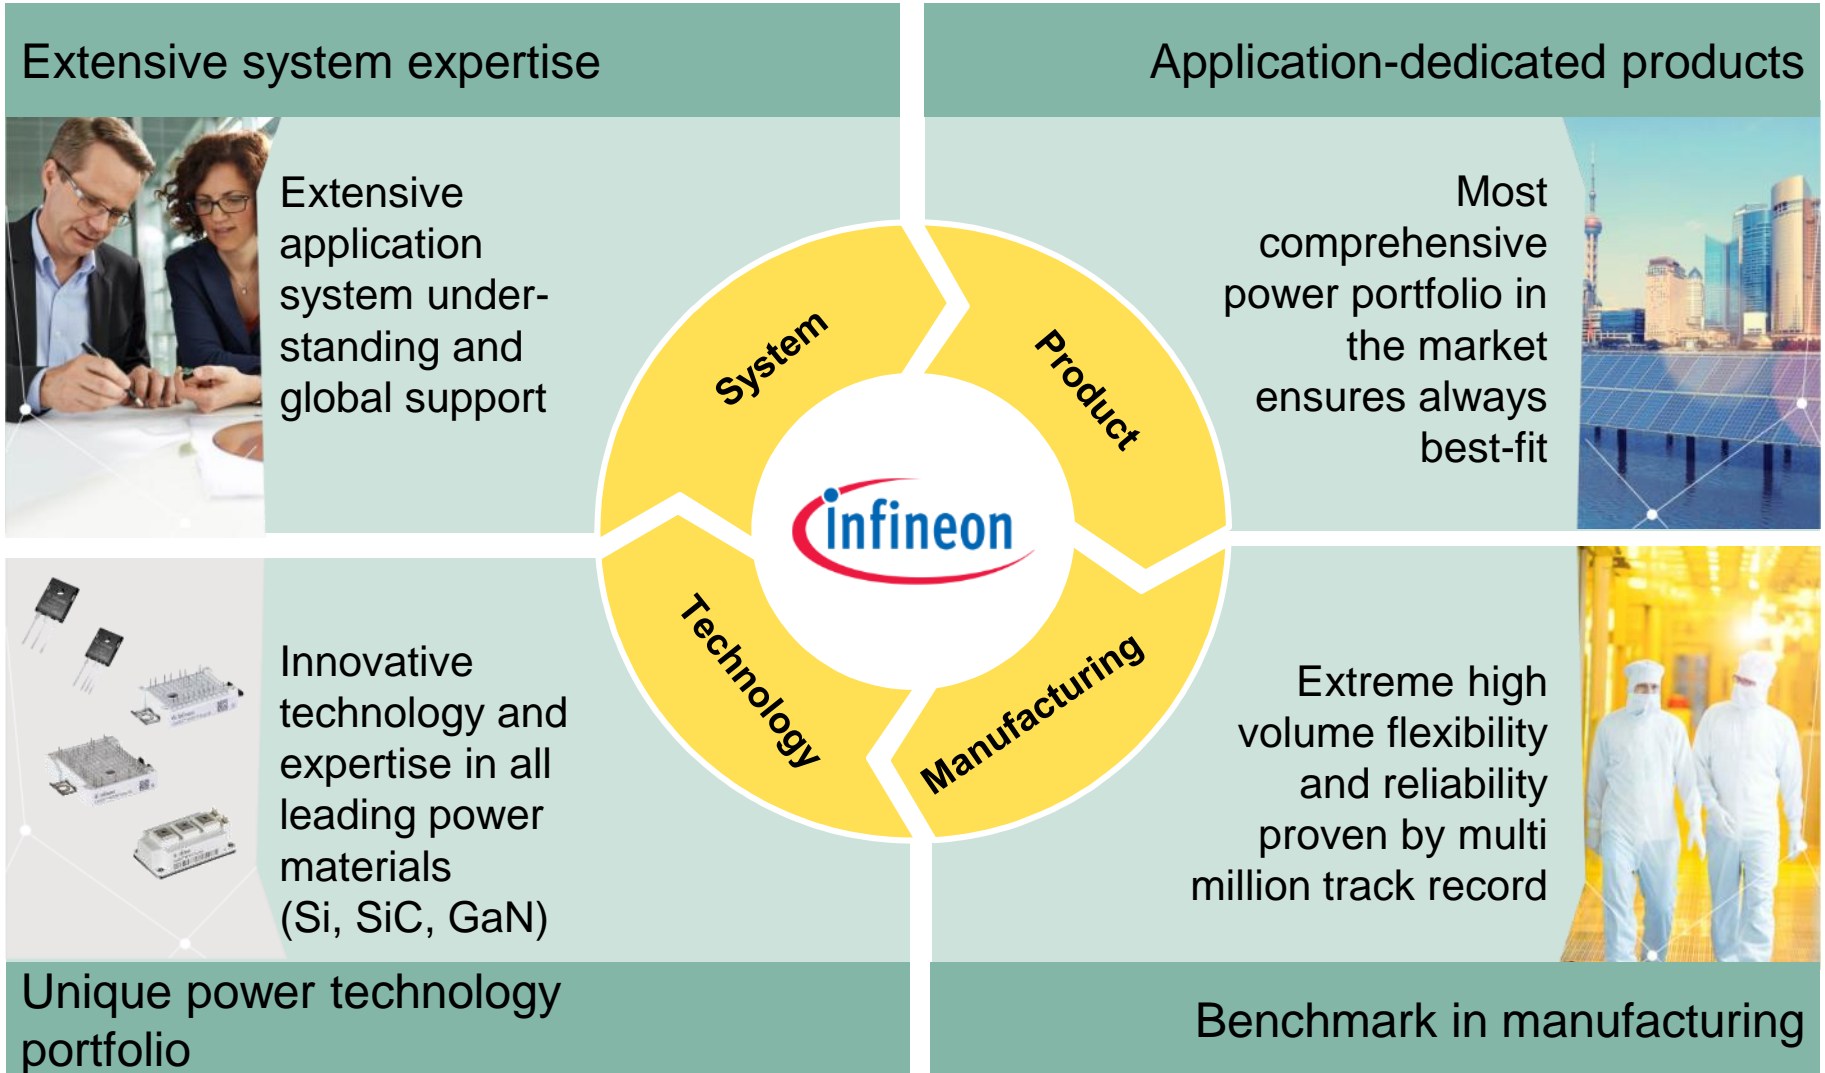 Extensive system expertise
Application-dedicated products
Extensive
application
system under-
standing and
global support
Most
comprehensive
power portfolio in
the market
ensures always
best-fit
System
Product
infineon
Technology
Manufacturing
Innovative
technology and
expertise in all
leading power
materials
(Si, SiC, GaN)
Extreme high
volume flexibility
and reliability
proven by multi
million track record
Unique power technology
portfolio
Benchmark in manufacturing